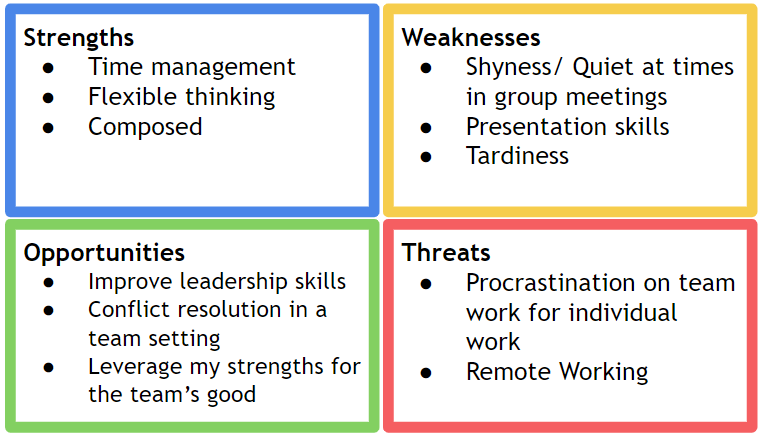 Strengths
● Time management
● Flexible thinking
● Composed
Weaknesses
● Shyness/ Quiet at times
in group meetings
● Presentation skills
● Tardiness
Opportunities
● Improve leadership skills
● Conflict resolution in a
team setting
● Leverage my strengths for
the team’s good
Threats
● Procrastination on team
work for individual
work
● Remote Working